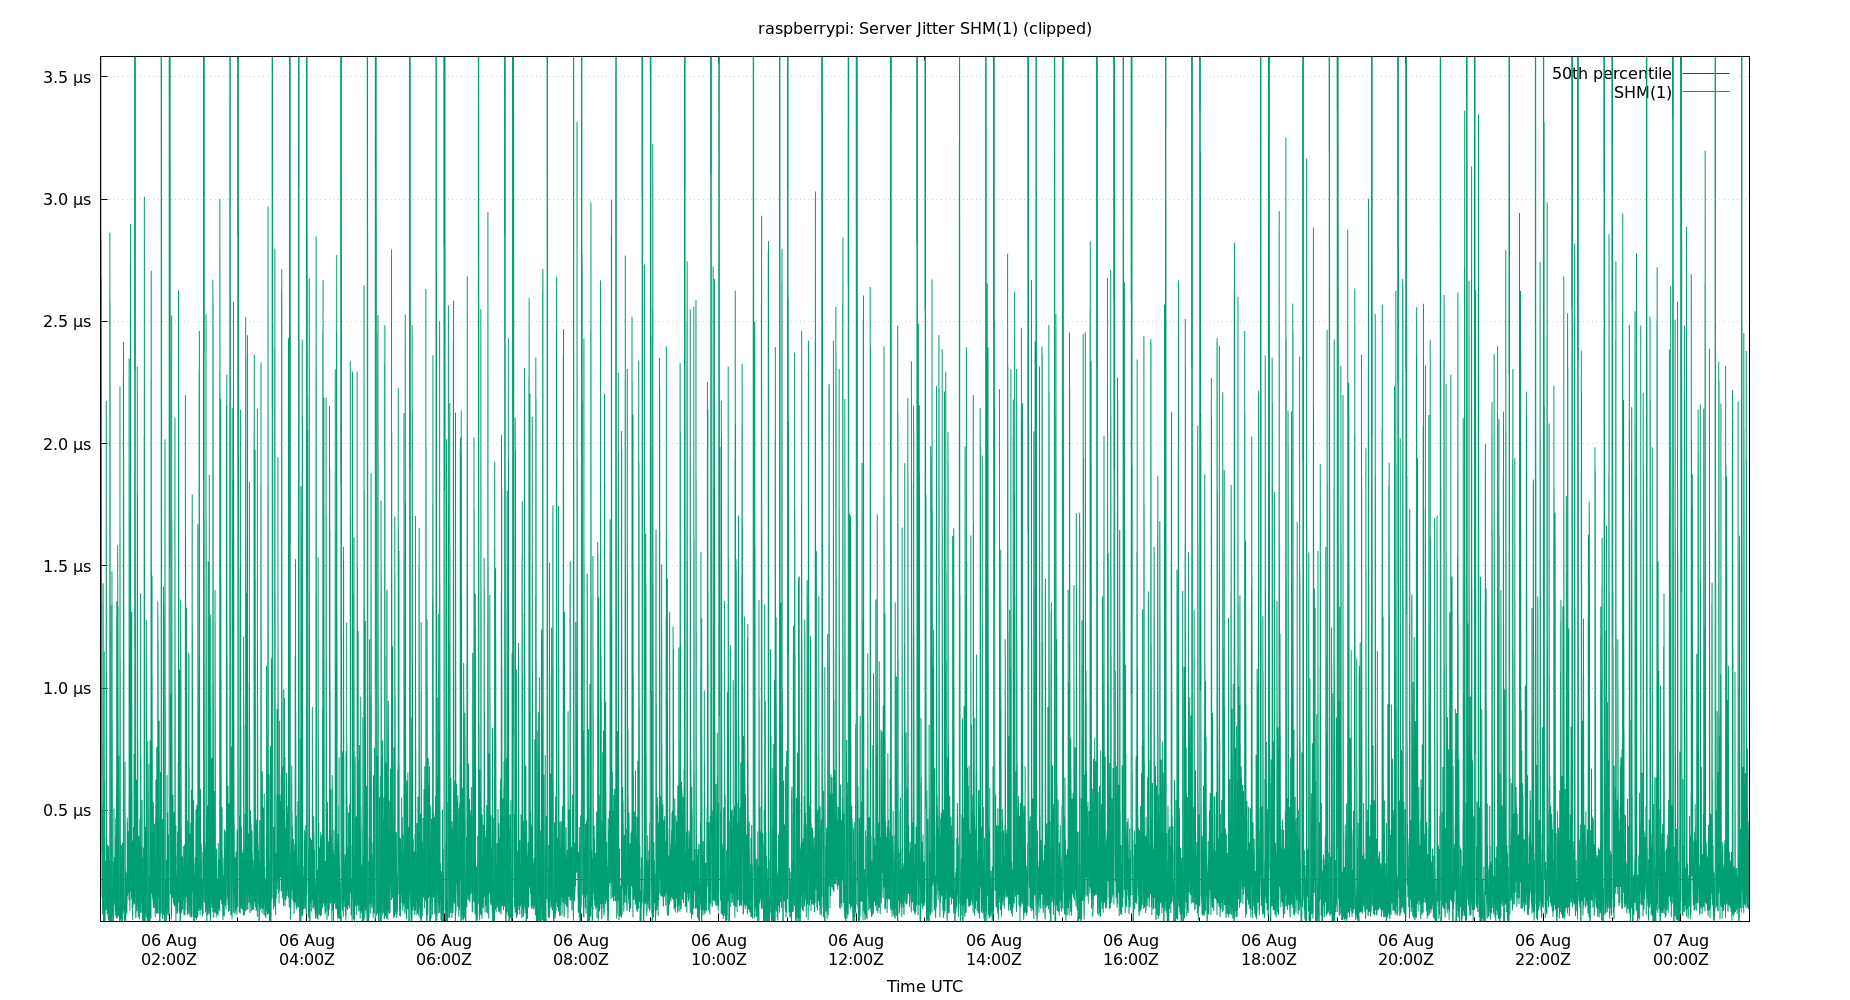 raspberrypi: Server Jitter SHM(1) (clipped)
50th percentile
SHM(1)
3.5 µs
3.0 µs
2.5 µs
2.0 µs
1.5 µs
1.0 µs
0.5 µs
06 Aug 06 Aug 06 Aug 06 Aug 06 Aug 06 Aug 06 Aug 06 Aug 06 Aug 06 Aug 06 Aug 07 Aug
02:00Z 04:00Z 06:00Z 08:00Z 10:00Z 12:00Z 14:00Z 16:00Z 18:00Z 20:00Z 22:00Z 00:00Z
Time UTC